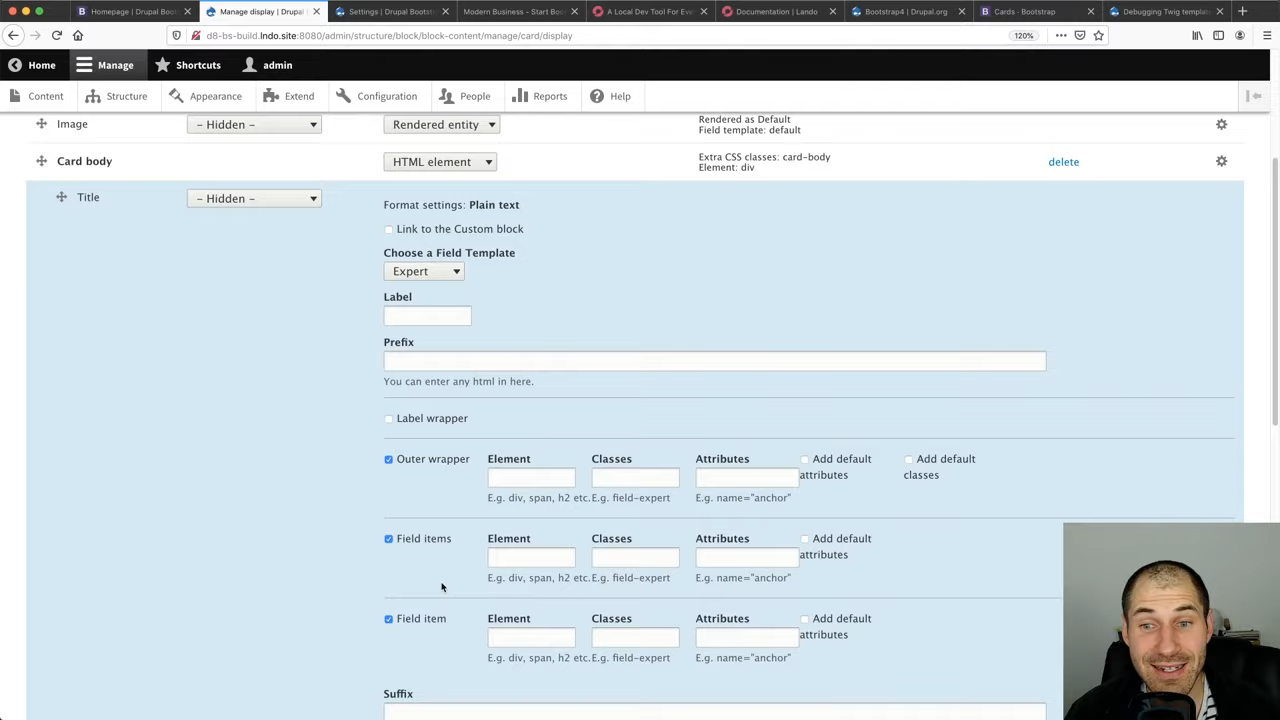 Homepage | Drupal Boots
Manage display | Drupal
Settings | Drupal Bootst
Modern Business - Start Boo
A Local Dev Tool For Eve
Documentation | Lando
Bootstrap4 | Drupal.org
Cards · Bootstrap
Debugging Twig templat
d8-bs-build.lndo.site:8080/admin/structure/block/block-content/manage/card/display
120%
Home
Manage
Shortcuts
admin
Content
Structure
Appearance
Extend
Configuration
People
Reports
Help
Image
- Hidden -
Rendered entity
Rendered as Default
Field template: default
Card body
HTML element
Extra CSS classes: card-body
Element: div
delete
Title
- Hidden -
Format settings: Plain text
Link to the Custom block
Choose a Field Template
Expert
Label
Prefix
You can enter any html in here.
Label wrapper
Outer wrapper
Element
Classes
Attributes
Add default
attributes
Add default
classes
E.g. div, span, h2 etc.
E.g. field-expert
E.g. name="anchor"
Field items
Element
Classes
Attributes
Add default
attributes
E.g. div, span, h2 etc.
E.g. field-expert
E.g. name="anchor"
Field item
Element
Classes
Attributes
Add default
attributes
E.g. div, span, h2 etc.
E.g. field-expert
E.g. name="anchor"
Suffix